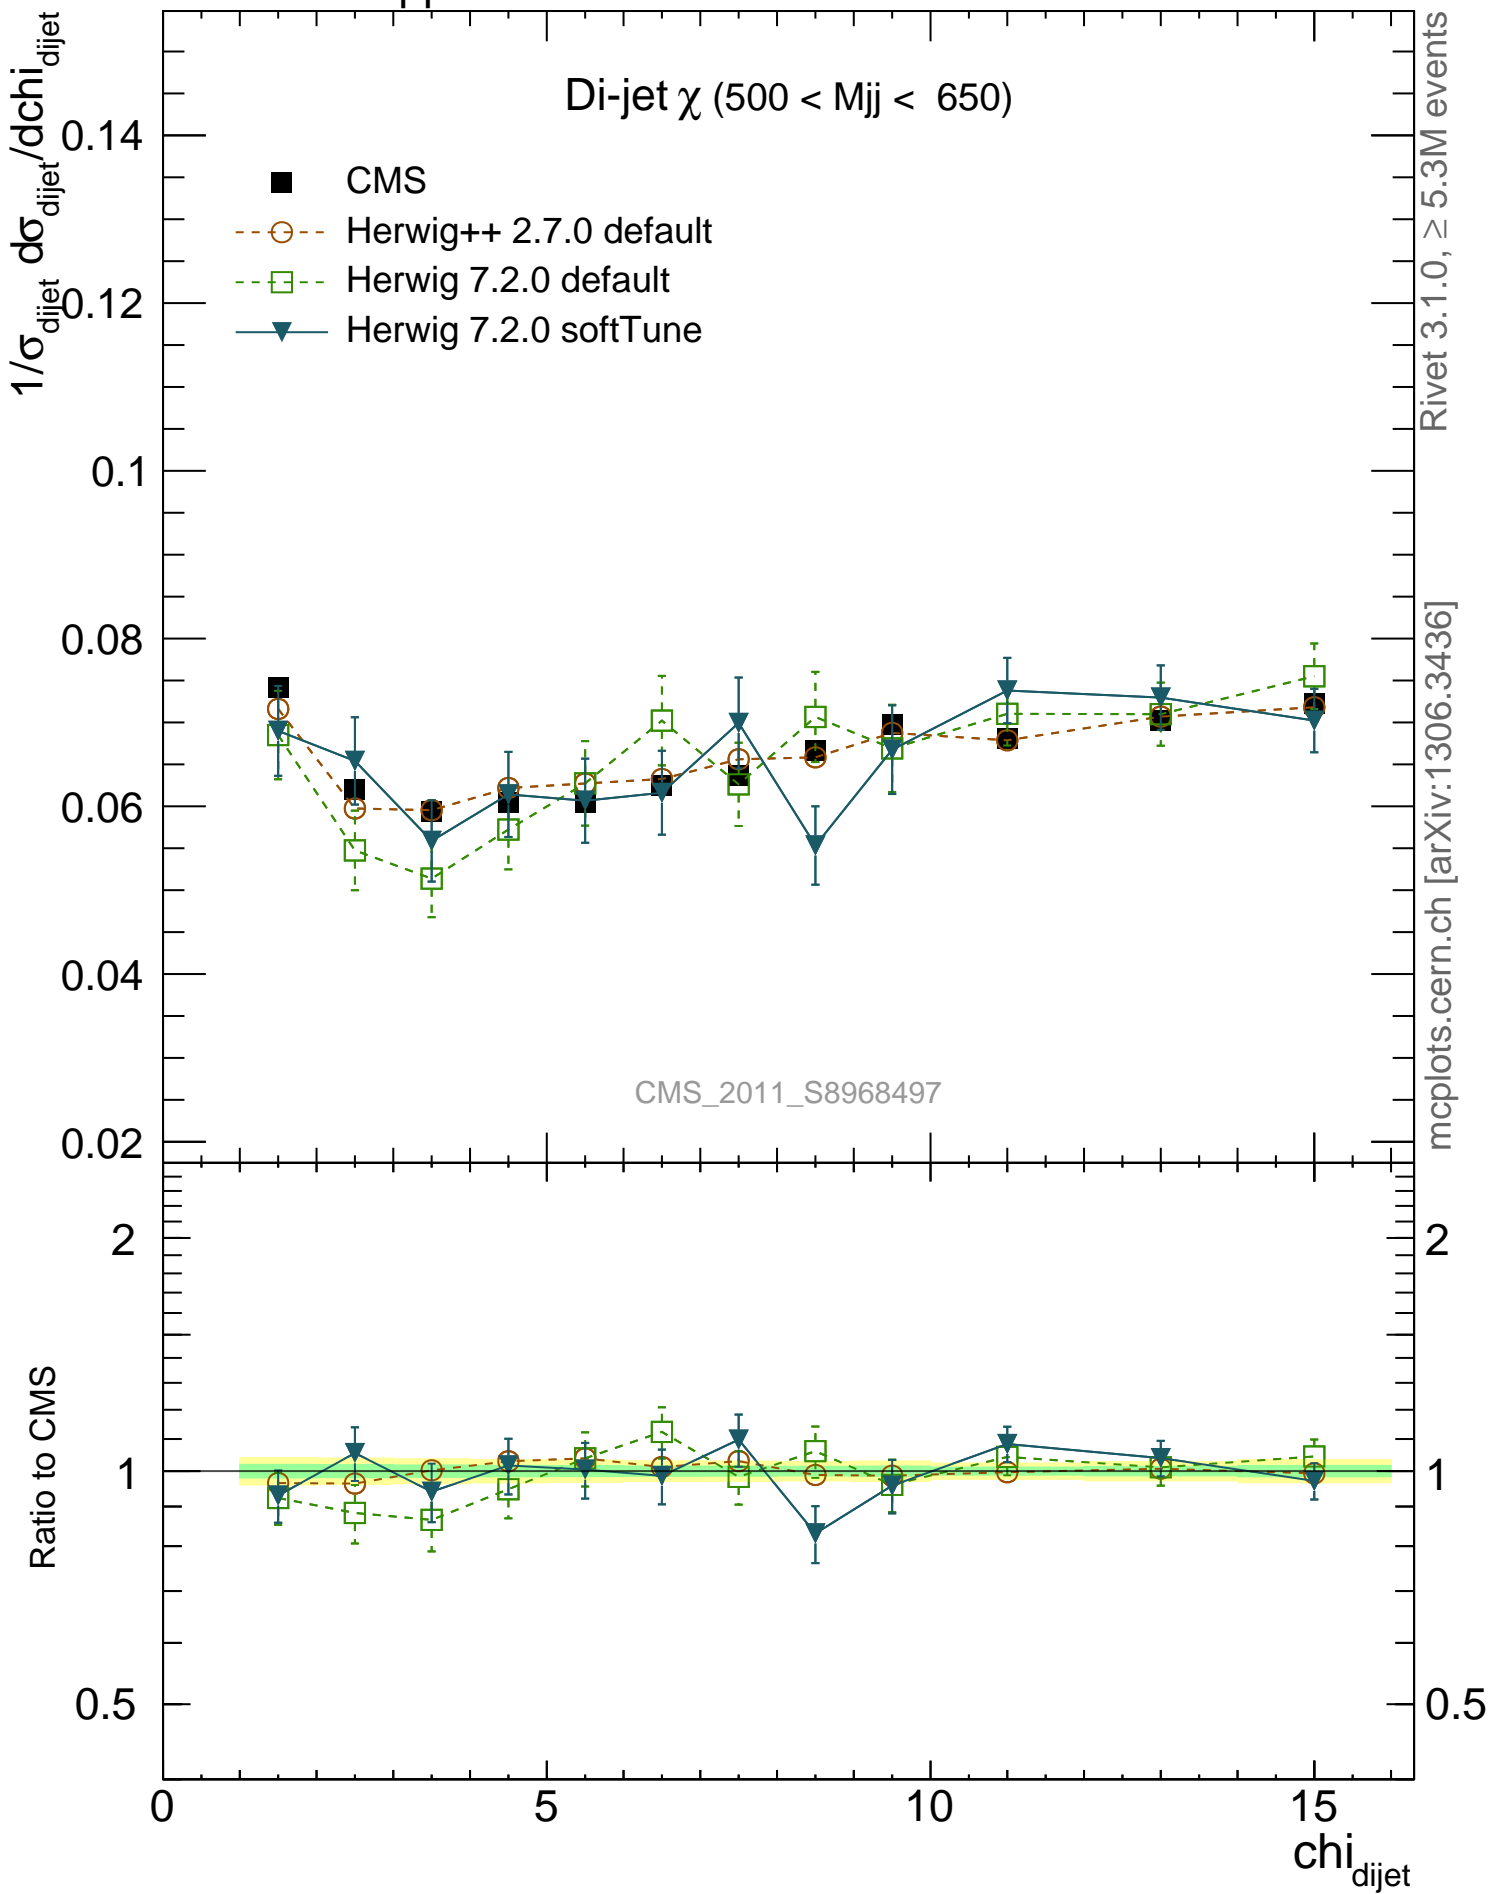 Di-jet χ (500 < Mjj < 650)
CMS
Herwig++ 2.7.0 default
Herwig 7.2.0 default
Herwig 7.2.0 softTune
1/σdijet dσdijet/dchidijet
0.14
0.12
0.1
0.08
0.06
0.04
0.02
CMS_2011_S8968497
Rivet 3.1.0, ≥ 5.3M events
mcplots.cern.ch [arXiv:1306.3436]
Ratio to CMS
2
1
0.5
2
1
0.5
0
5
10
15
chidijet